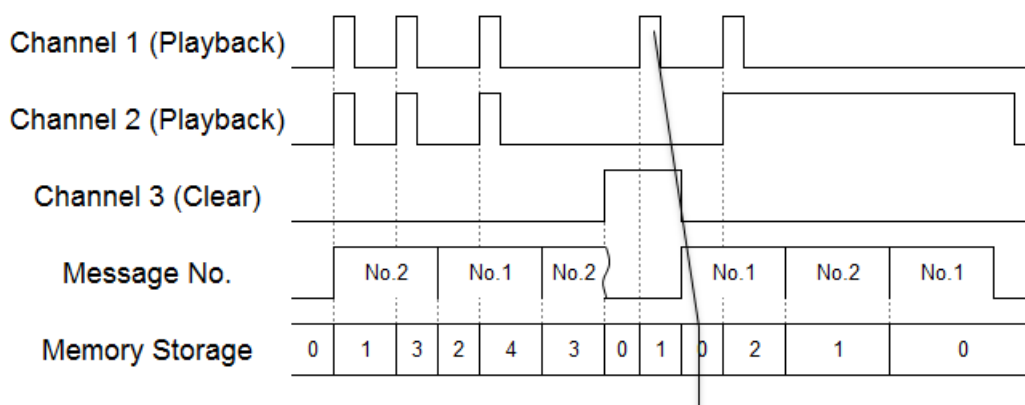 Channel 1 (Playback)
Channel 2 (Playback)
Channel 3 (Clear)
Message No. No.2 No.1 No.2 No.1 No.2 No.1
Memory Storage 0 1 3 2 4 3 0 1 0 2 1 0